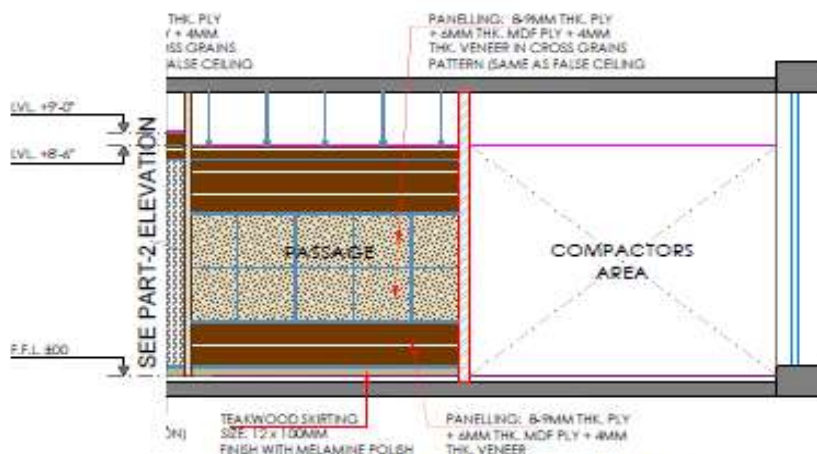 THK. PLY
+ 4MM
GRAINS
FALSE CEILING
PANELLING: 8-9MM THK. PLY
+ 6MM THK. MDF PLY + 4MM
THK. VENEER IN CROSS GRAINS
PATTERN (SAME AS FALSE CEILING
LVL. +9'-0"
LVL. +8'-6"
SEE PART-2 ELEVATION
PASSAGE
COMPACTORS
AREA
F.F.L ±00
TEAKWOOD SKIRTING
SIZE: 12 x 100MM
FINISH WITH MELAMINE POLISH
PANELLING: 8-9MM THK. PLY
+ 6MM THK. MDF PLY + 4MM
THK. VENEER